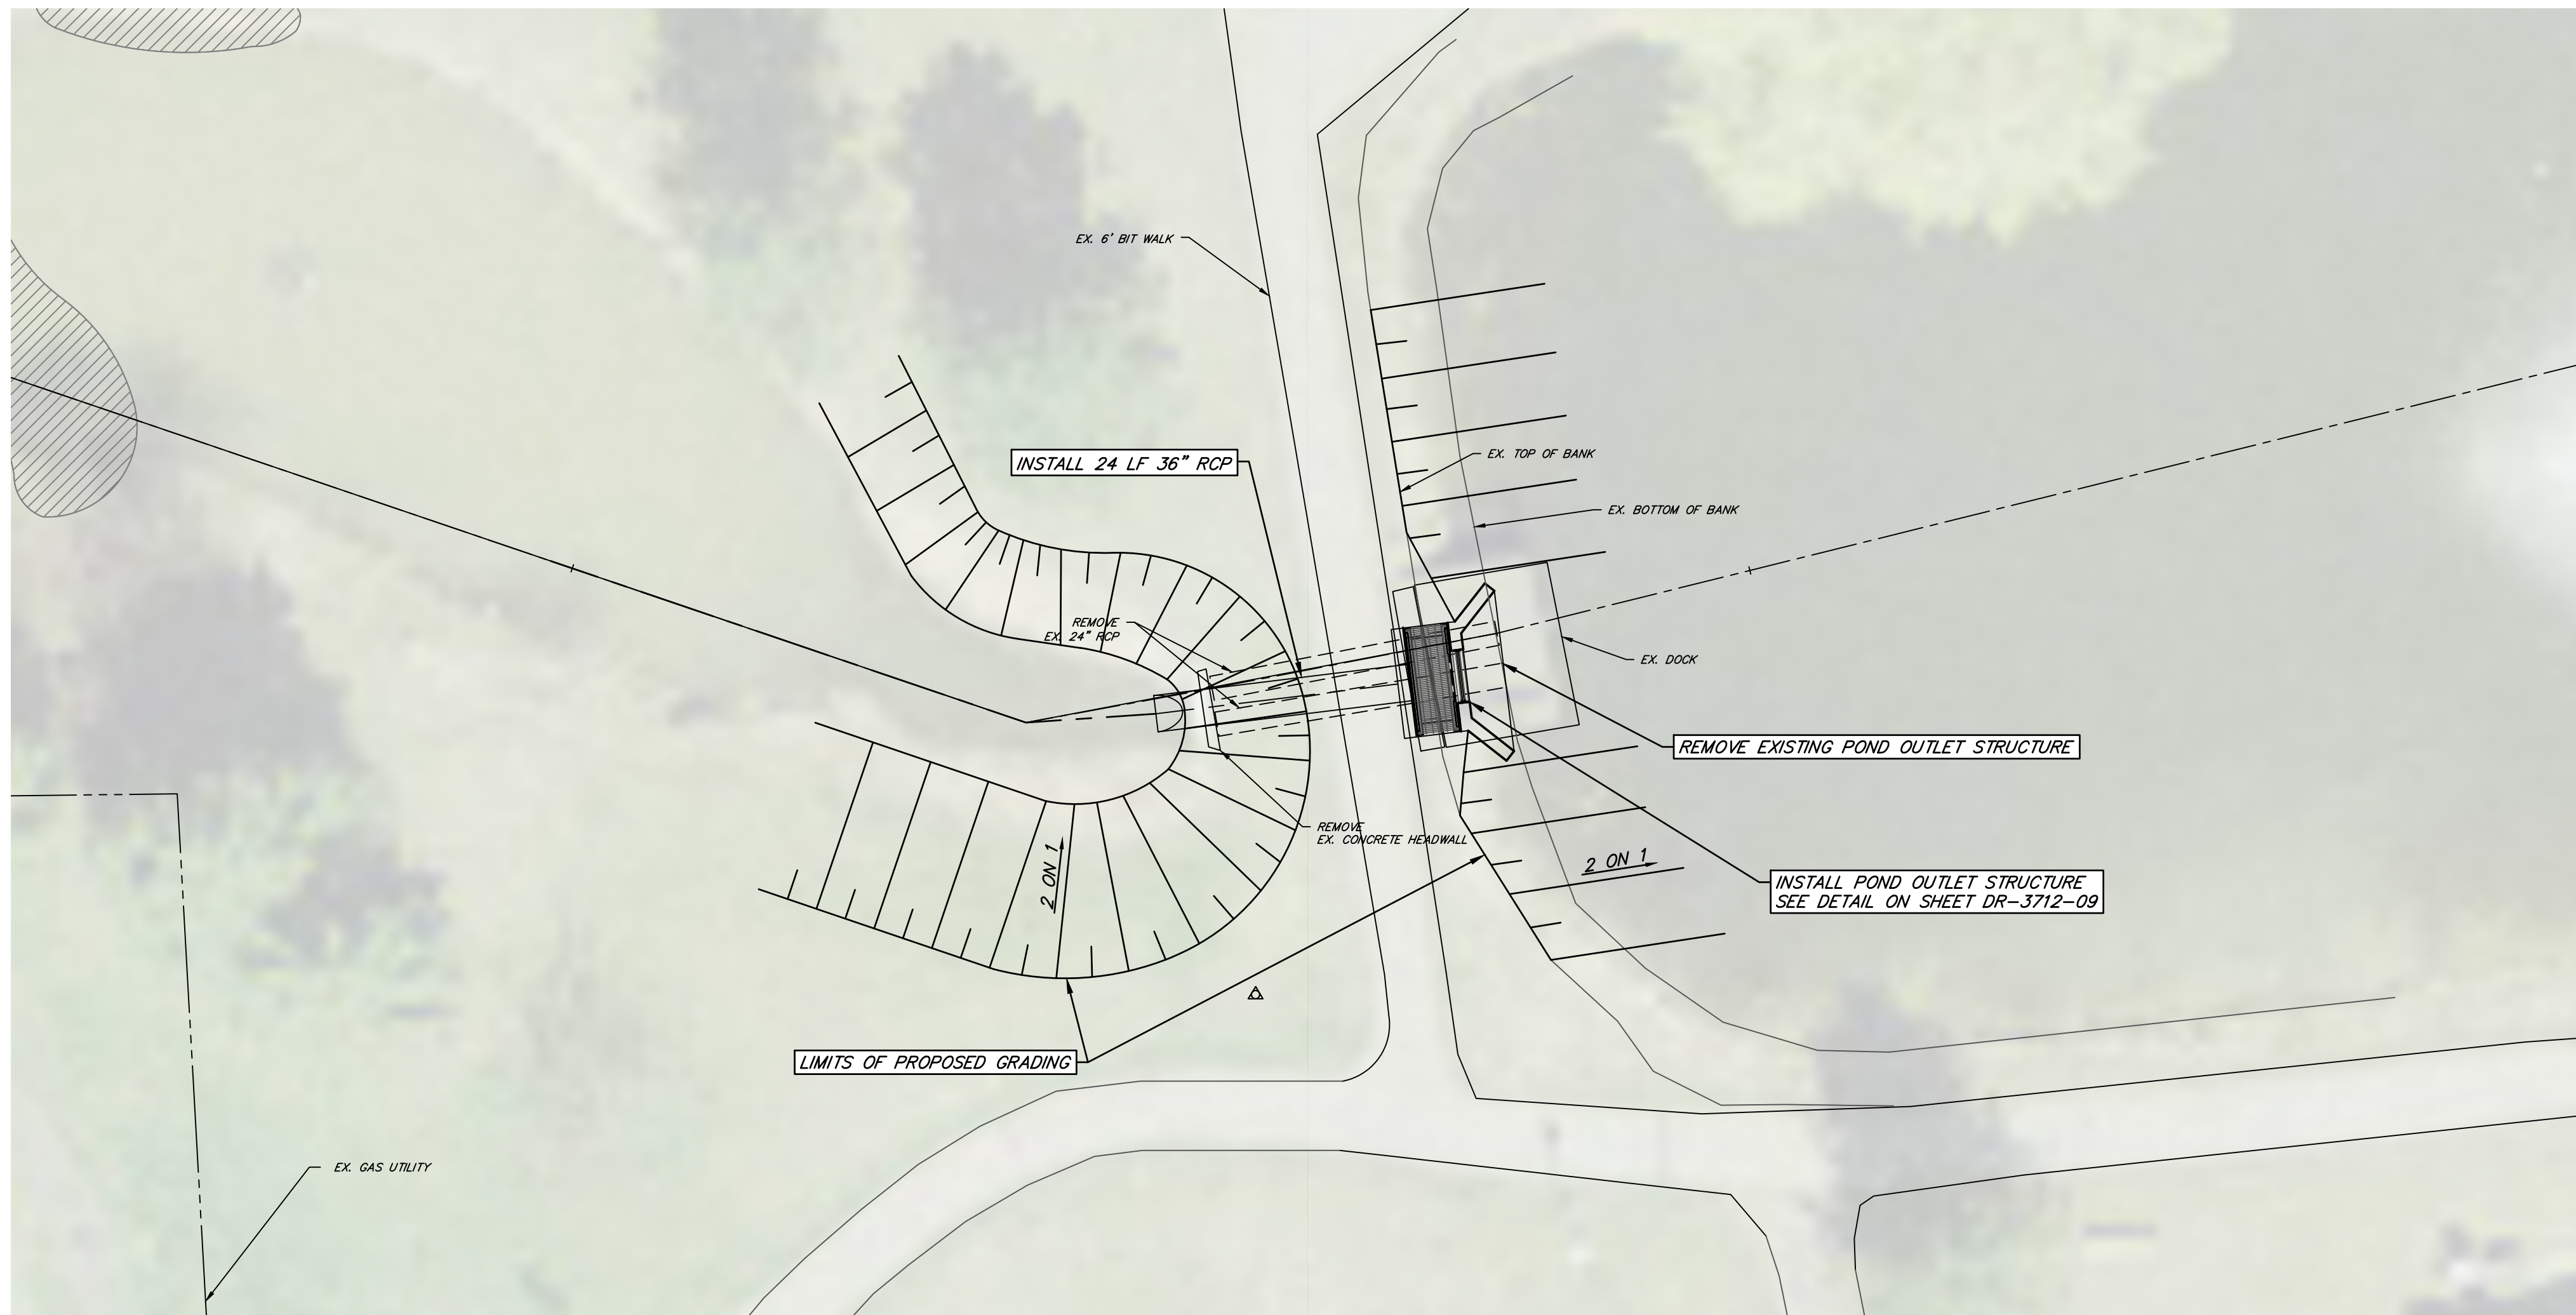 EX. 6' BIT WALK
INSTALL 24 LF 36" RCP
EX. TOP OF BANK
EX. BOTTOM OF BANK
REMOVE
EX. 24" RCP
EX. DOCK
REMOVE EXISTING POND OUTLET STRUCTURE
REMOVE
EX. CONCRETE HEADWALL
2 ON 1
2 ON 1
INSTALL POND OUTLET STRUCTURE
SEE DETAIL ON SHEET DR-3712-09
LIMITS OF PROPOSED GRADING
EX. GAS UTILITY